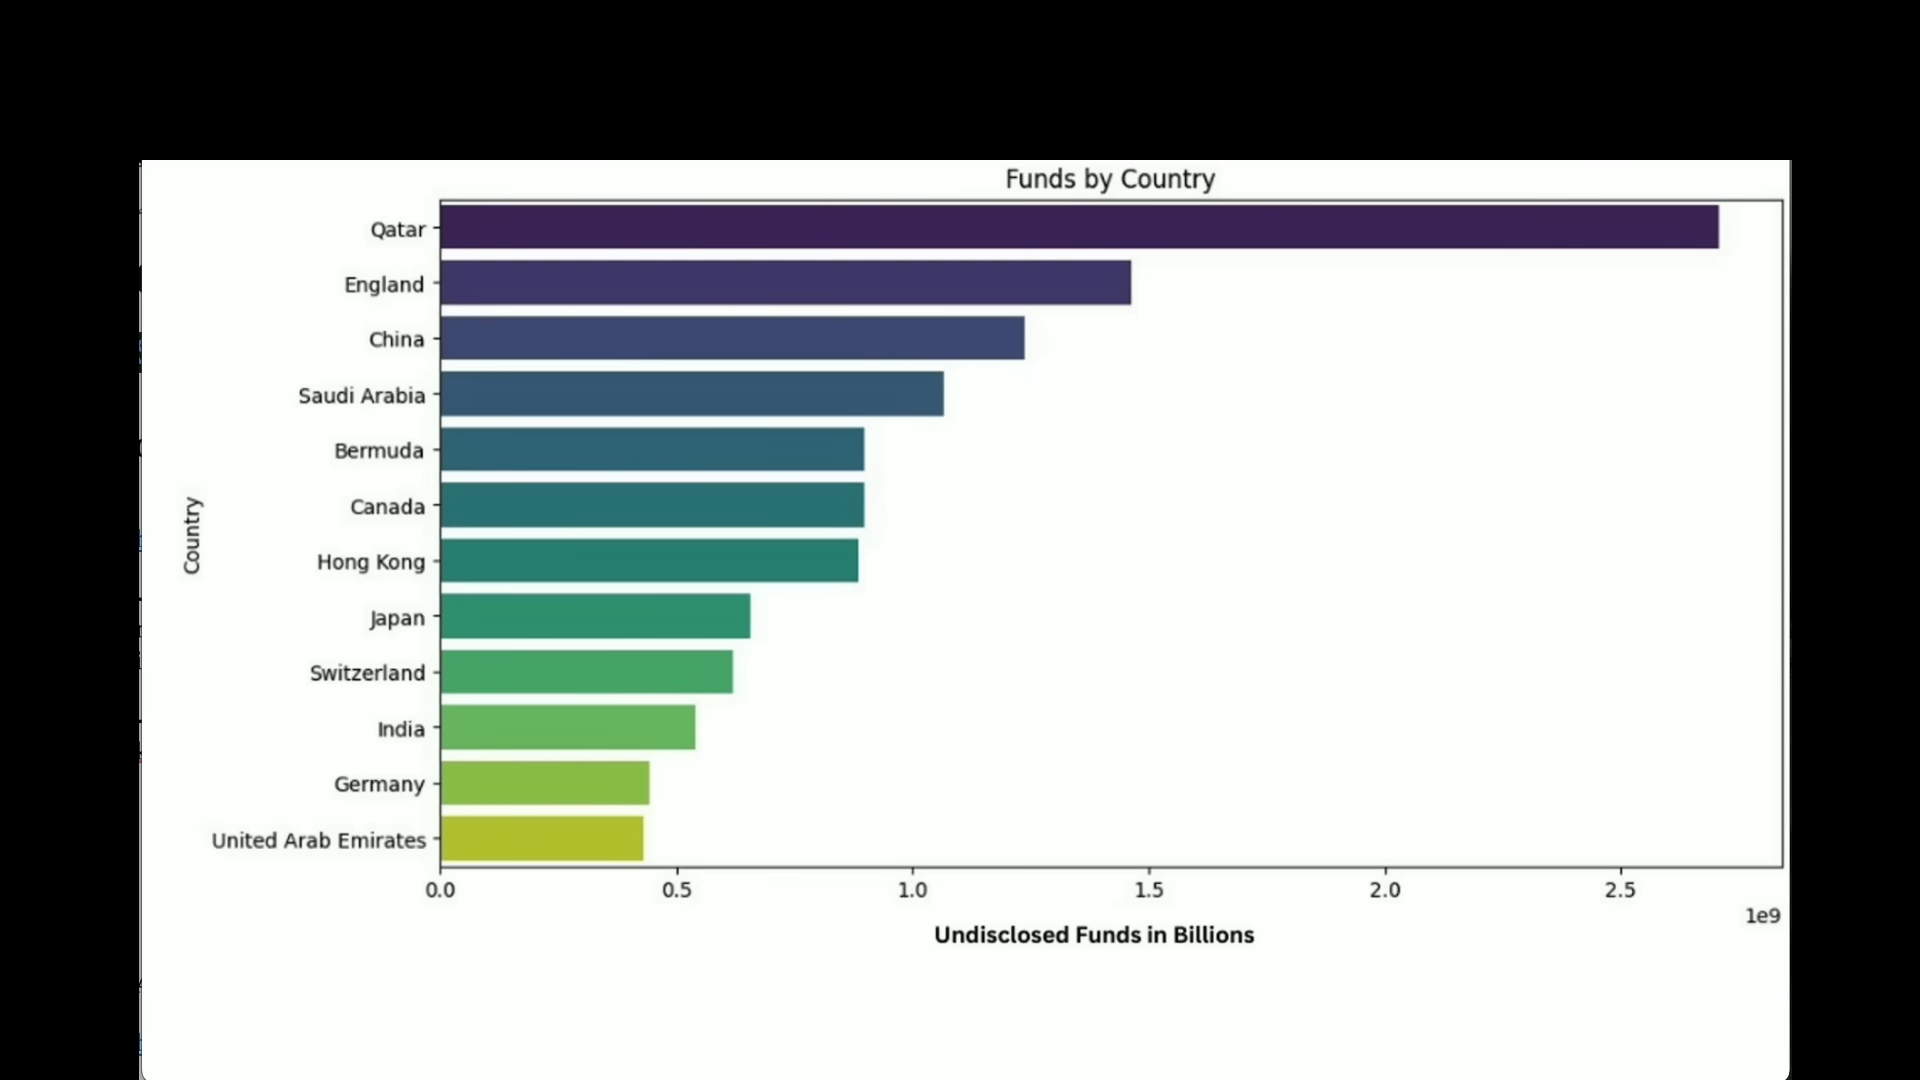 Funds by Country
Qatar
England
China
Saudi Arabia
Bermuda
Canada
Hong Kong
Japan
Switzerland
India
Germany
United Arab Emirates
Country
0.0 0.5 1.0 1.5 2.0 2.5
1e9
Undisclosed Funds in Billions